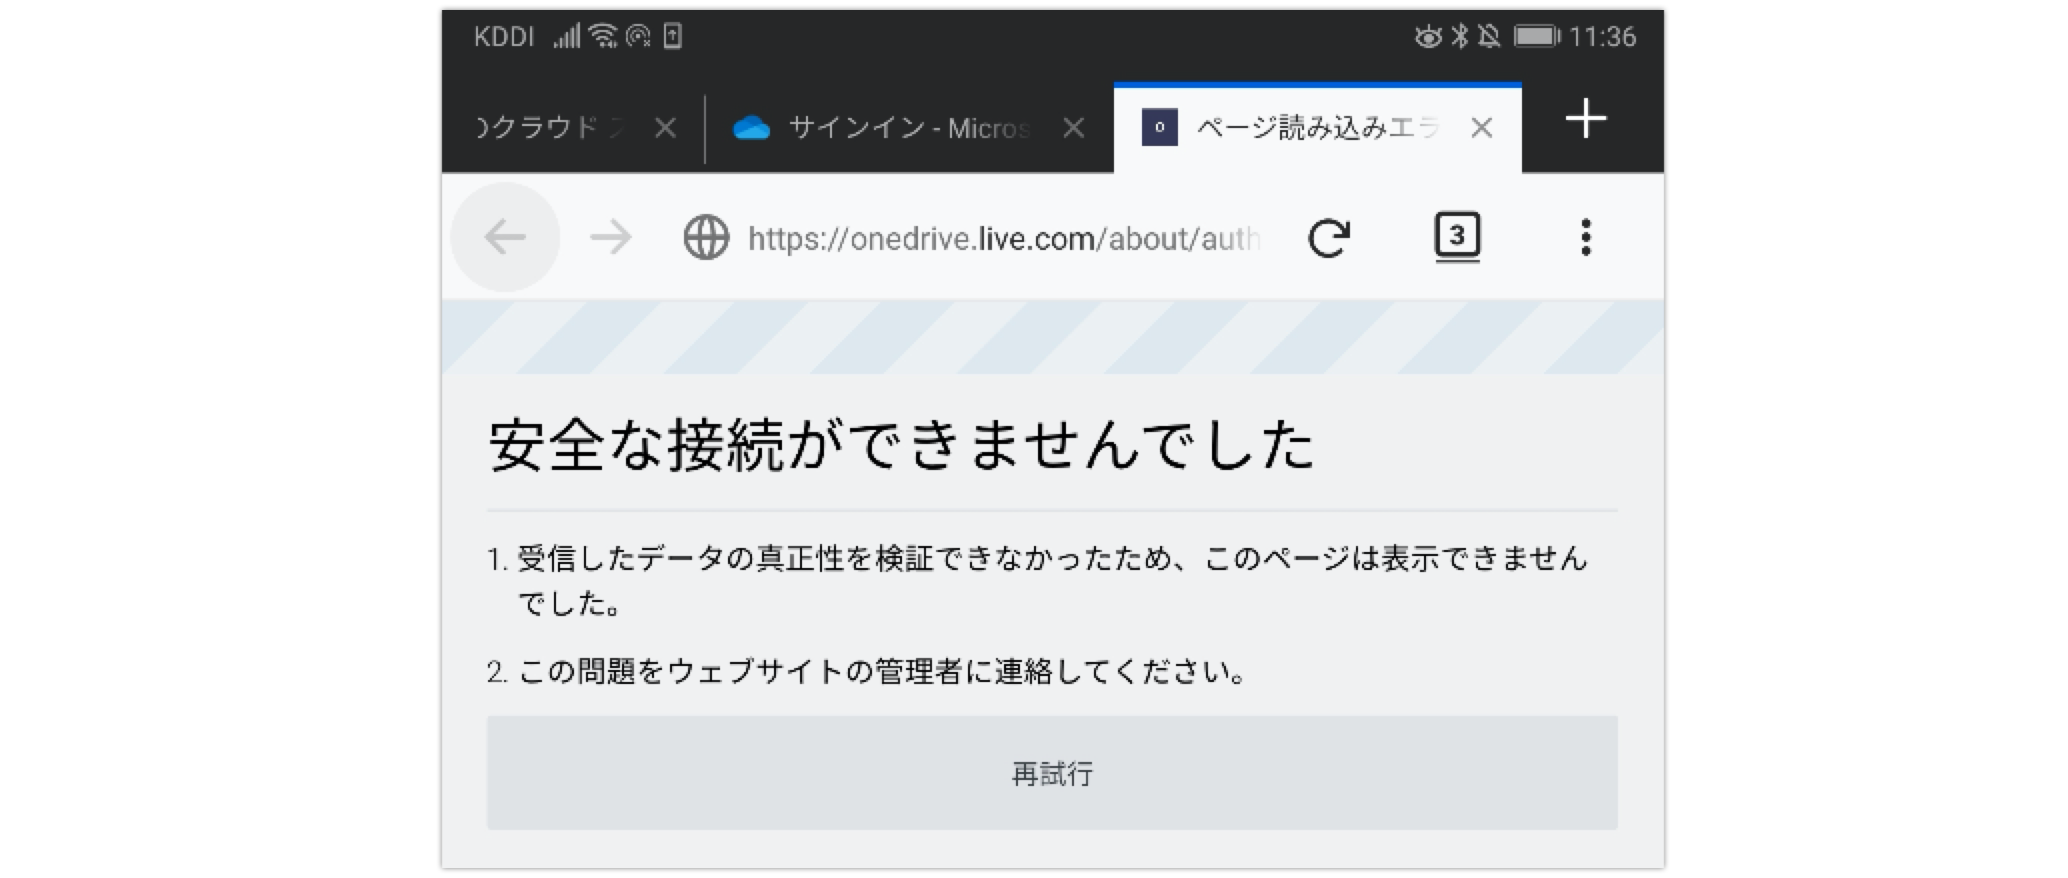 KDDI 11:36
クラウド サインイン - Micros ページ読み込みエラ
https://onedrive.live.com/about/auth 3
安全な接続ができませんでした
1. 受信したデータの真正性を検証できなかったため、このページは表示できません
でした。
2. この問題をウェブサイトの管理者に連絡してください。
再試行